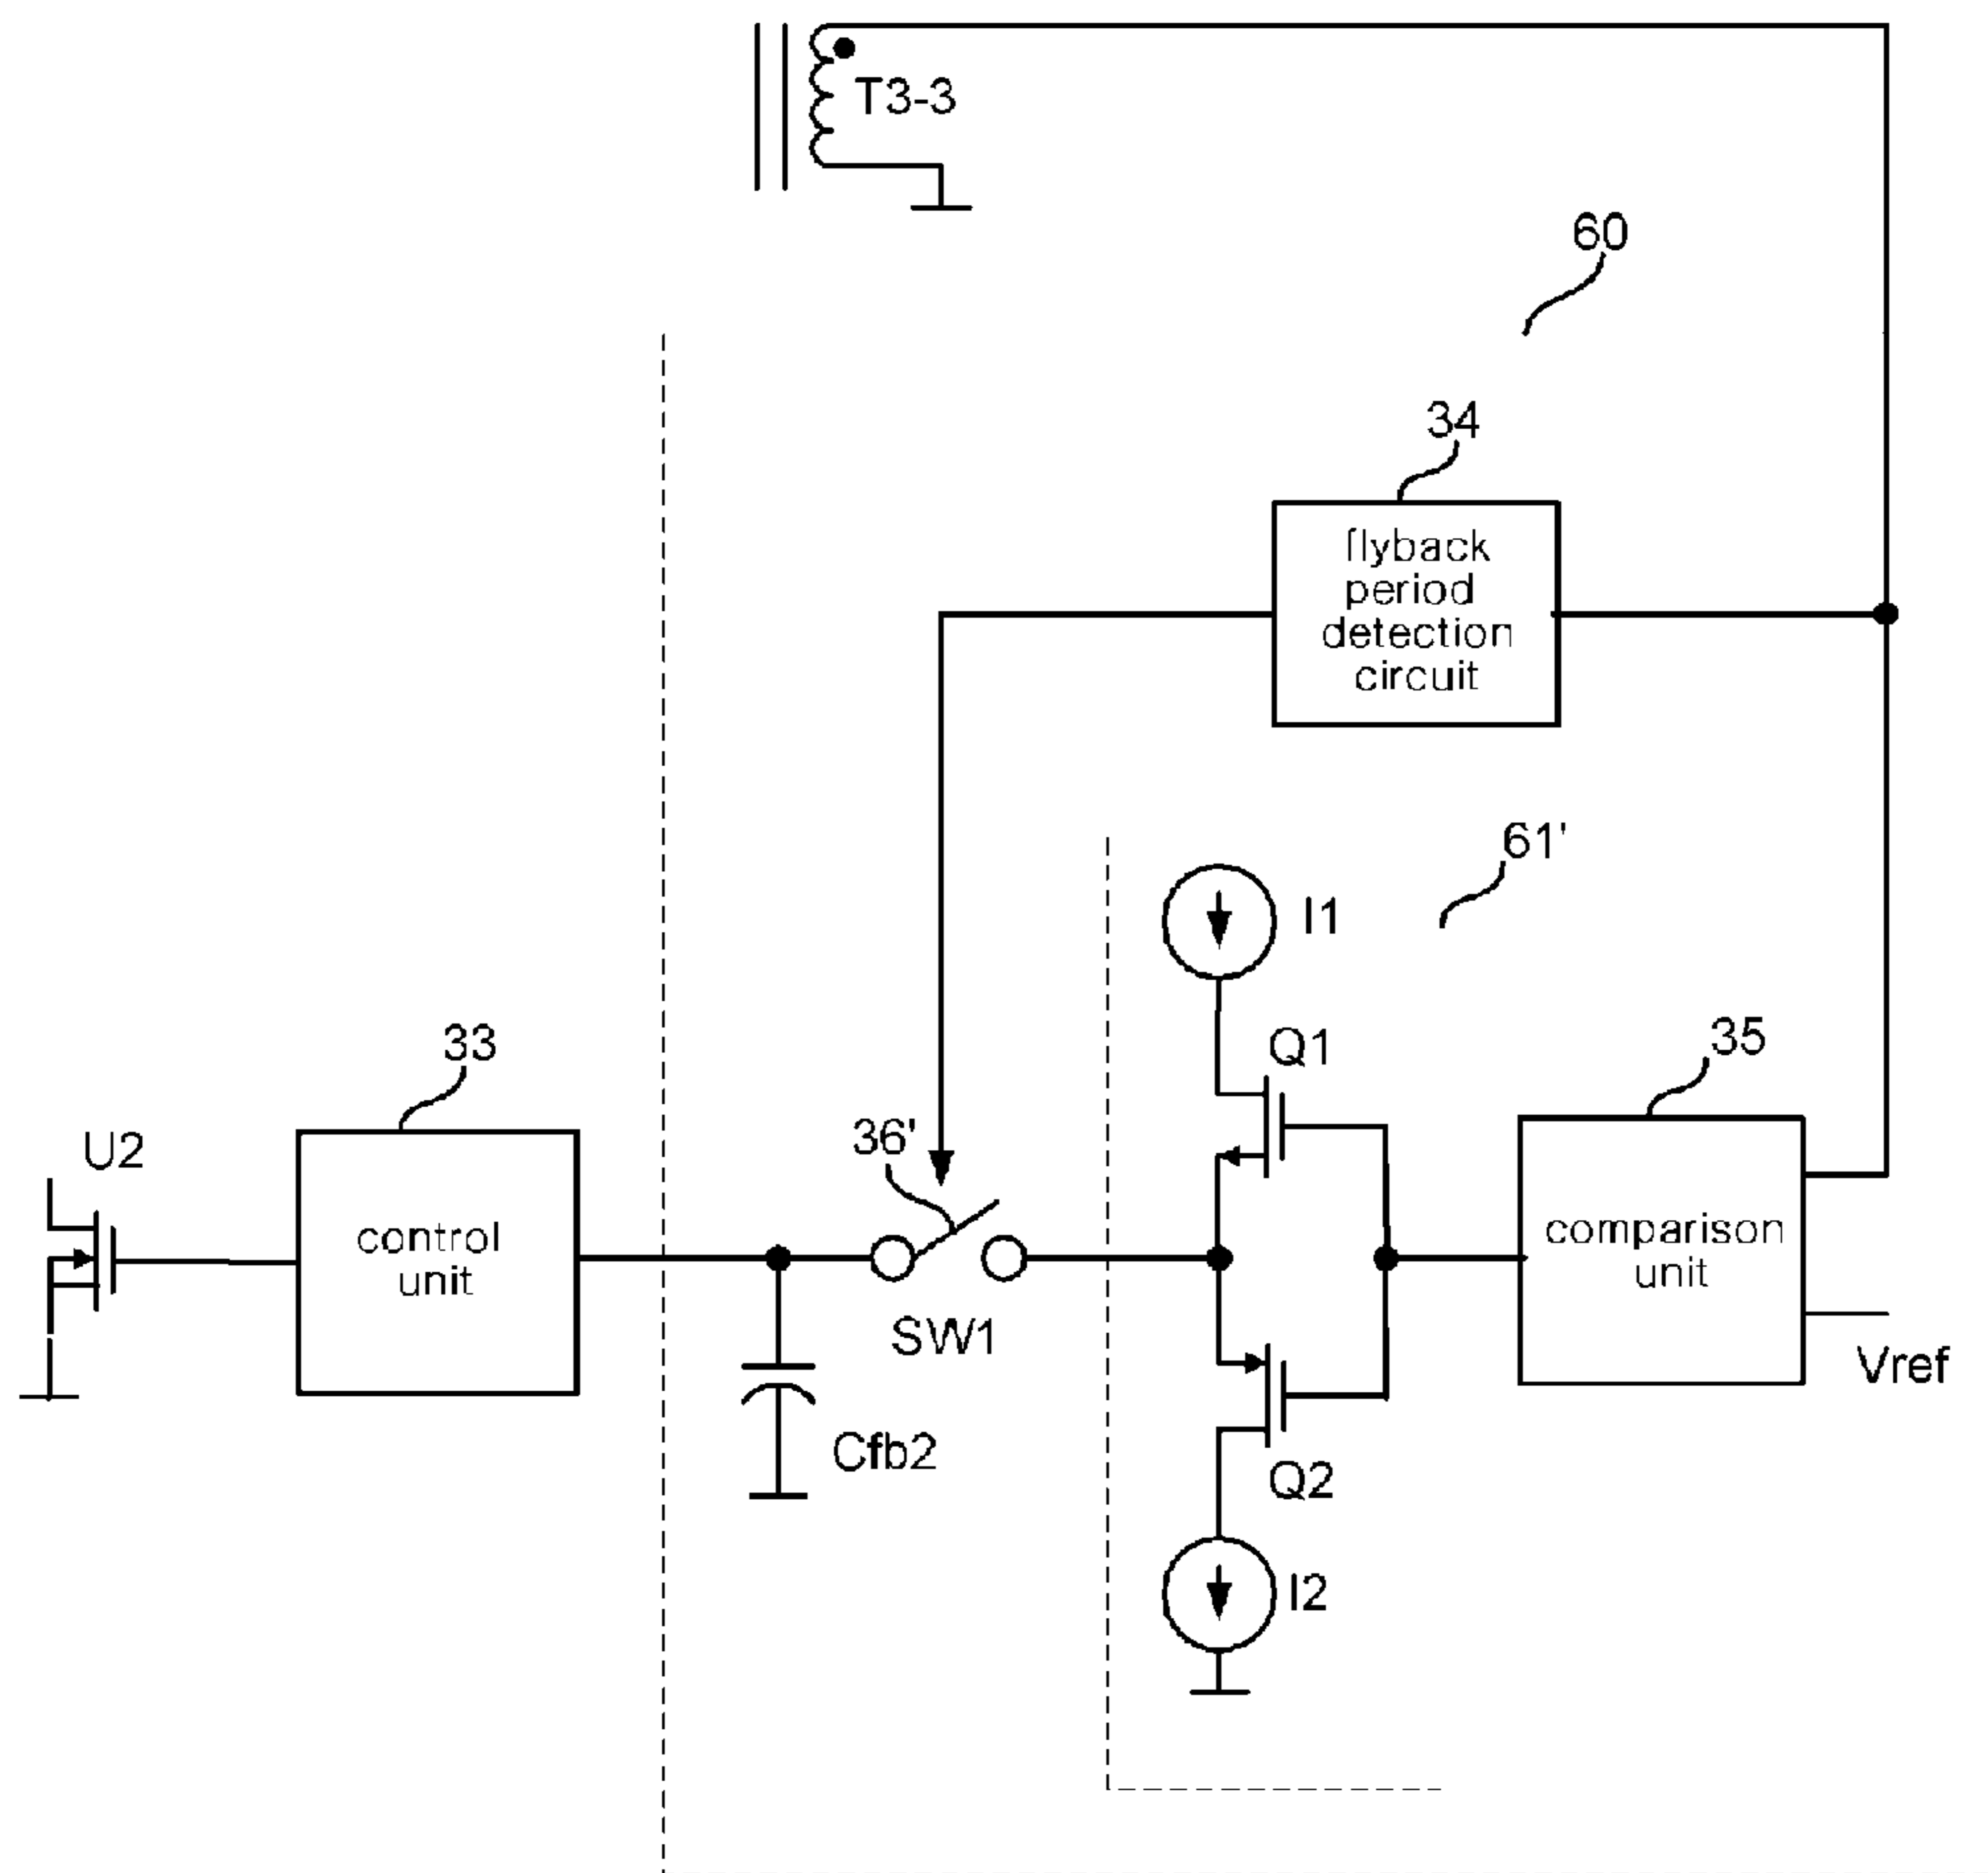 T3-3
60
34
flyback
period
detection
circuit
61'
I1
Q1
33
35
36'
U2
control
unit
comparison
unit
SW1
Vref
Cfb2
Q2
I2